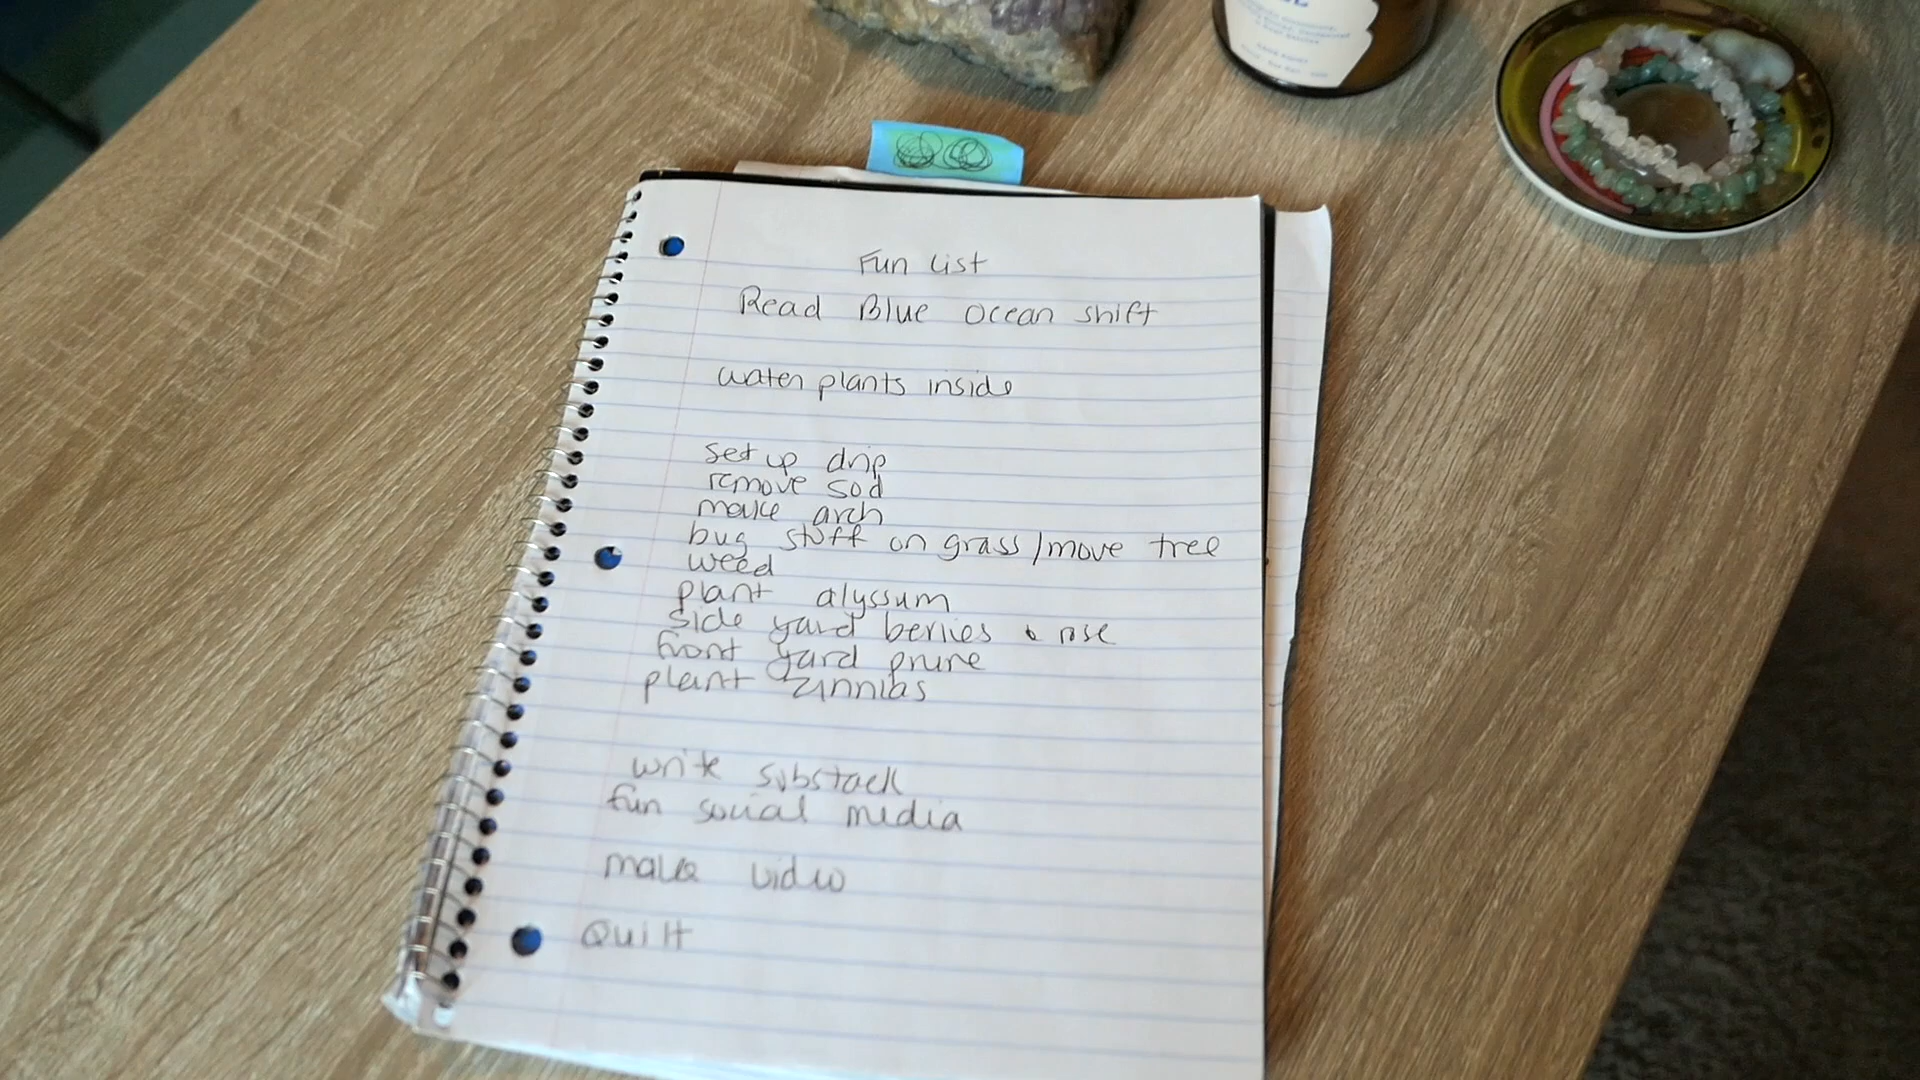 Fun List
Read Blue Ocean shift
water plants inside
set up drip
remove sod
make arch
bug stuff on grass / move tree
weed
plant alyssum
side yard berries & rose
front yard prune
plant zinnias
write substack
fun social media
make video
Quilt